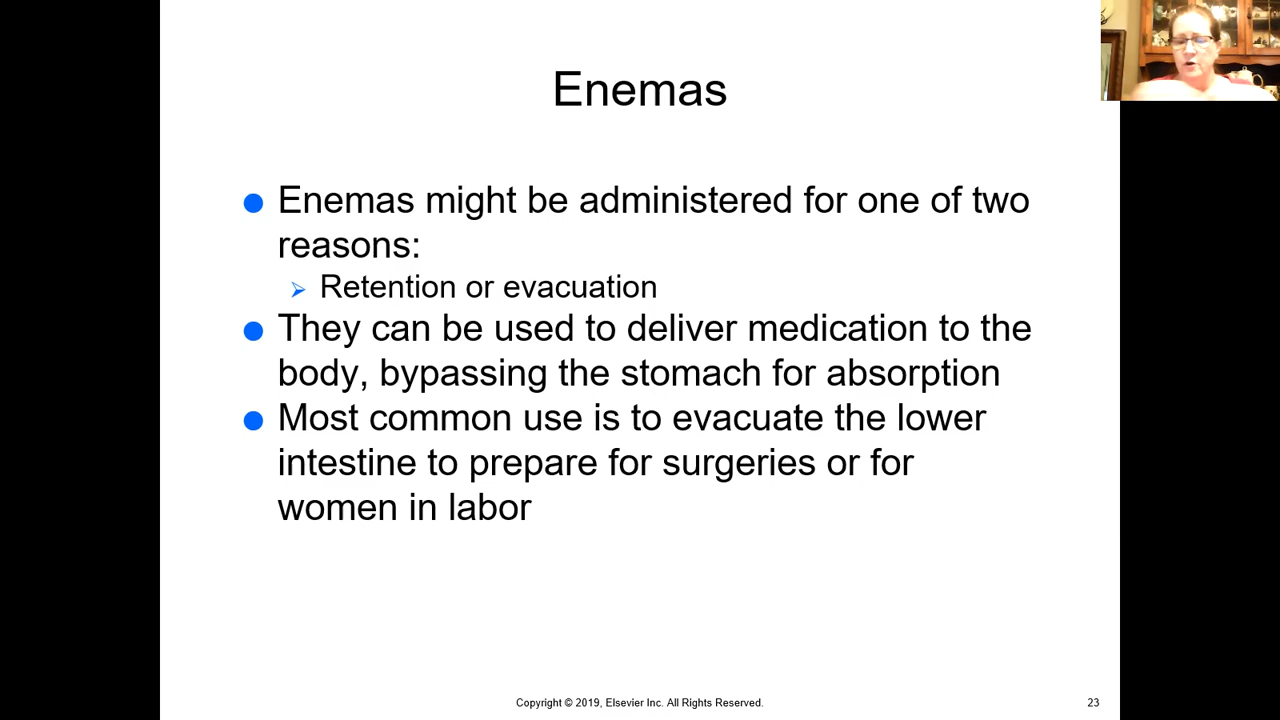 Enemas
Enemas might be administered for one of two
reasons:
Retention or evacuation
They can be used to deliver medication to the
body, bypassing the stomach for absorption
Most common use is to evacuate the lower
intestine to prepare for surgeries or for
women in labor
Copyright © 2019, Elsevier Inc. All Rights Reserved.
23